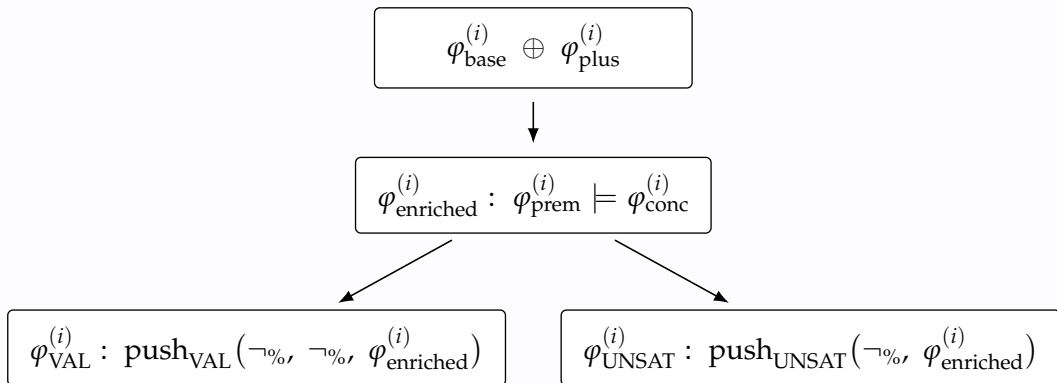 φ_base^(i) ⊕ φ_plus^(i)
φ_enriched^(i) : φ_prem^(i) ⊨ φ_conc^(i)
φ_VAL^(i) : push_VAL(¬_%, ¬_%, φ_enriched^(i))
φ_UNSAT^(i) : push_UNSAT(¬_%, φ_enriched^(i))